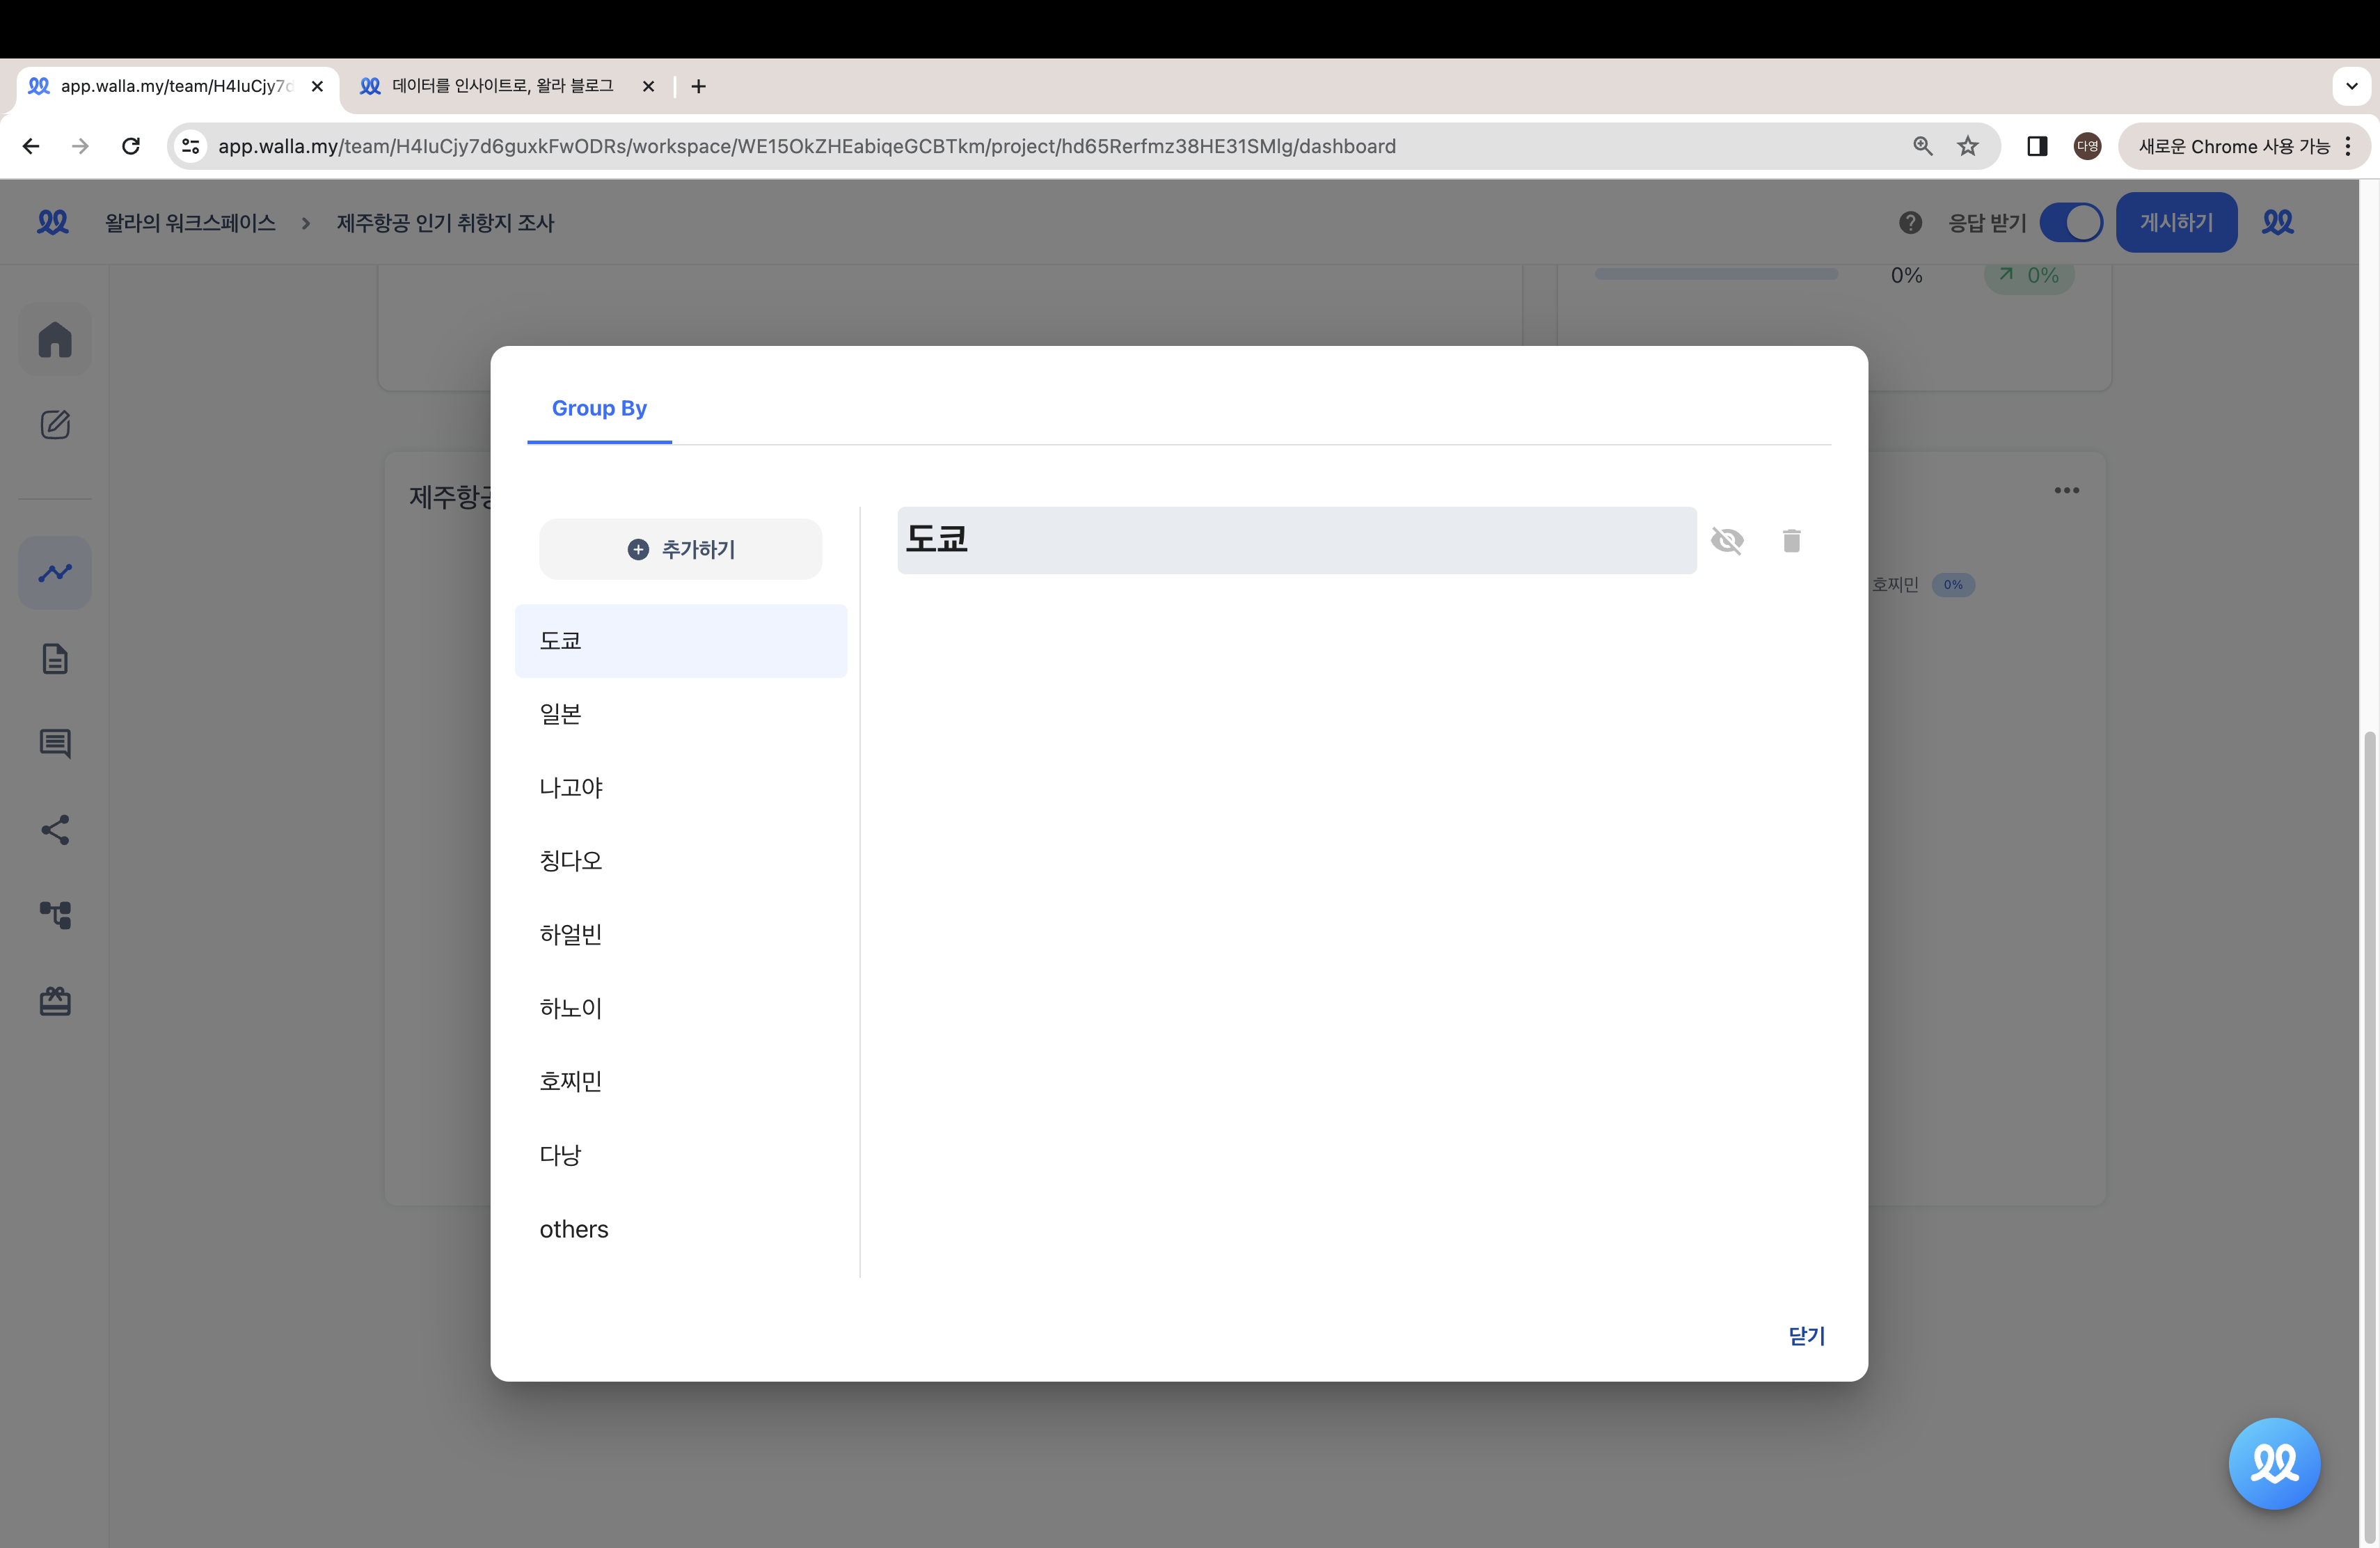 app.walla.my/team/H4IuCjy7d
데이터를 인사이트로, 왈라 블로그
app.walla.my/team/H4IuCjy7d6guxkFwODRs/workspace/WE15OkZHEabiqeGCBTkm/project/hd65Rerfmz38HE31SMlg/dashboard
다영
새로운 Chrome 사용 가능
왈라의 워크스페이스 > 제주항공 인기 취항지 조사
응답 받기
게시하기
0%
0%
Group By
제주항공
추가하기
도쿄
호찌민
0%
도쿄
일본
나고야
칭다오
하얼빈
하노이
호찌민
다낭
others
닫기